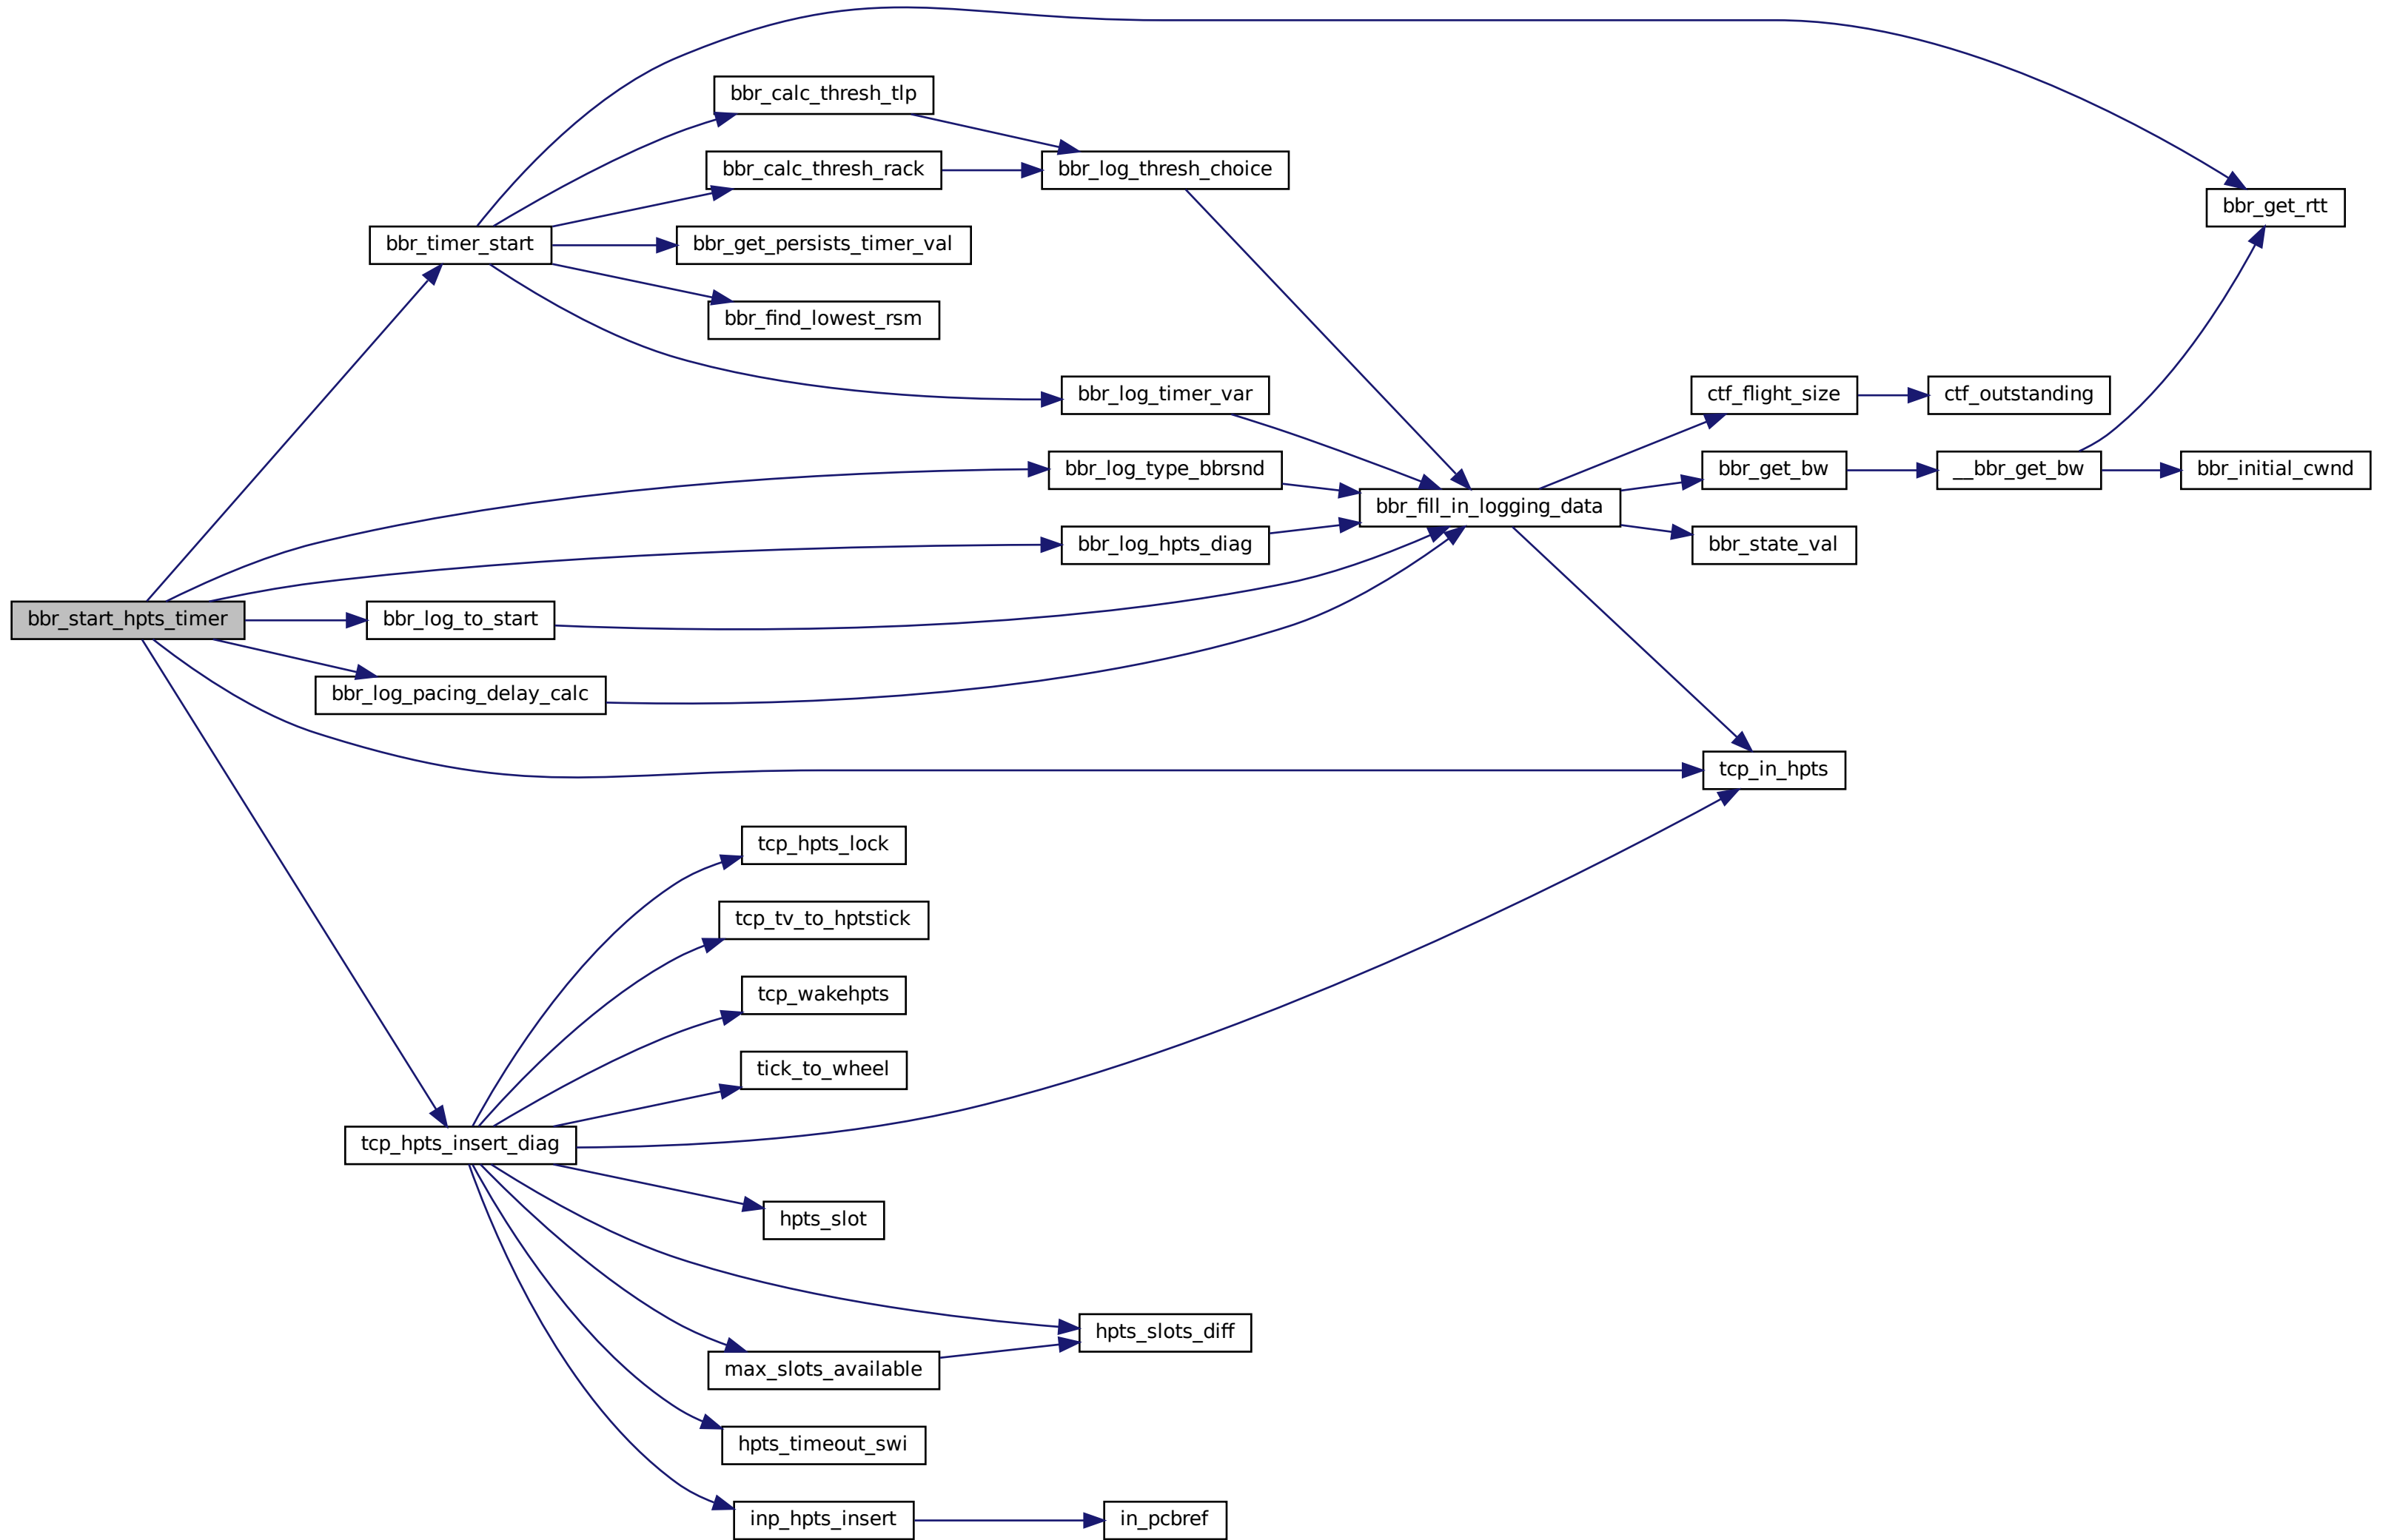 bbr_calc_thresh_tlp
bbr_calc_thresh_rack
bbr_log_thresh_choice
bbr_get_rtt
bbr_timer_start
bbr_get_persists_timer_val
bbr_find_lowest_rsm
bbr_log_timer_var
ctf_flight_size
ctf_outstanding
bbr_log_type_bbrsnd
bbr_get_bw
__bbr_get_bw
bbr_initial_cwnd
bbr_fill_in_logging_data
bbr_log_hpts_diag
bbr_state_val
bbr_start_hpts_timer
bbr_log_to_start
bbr_log_pacing_delay_calc
tcp_in_hpts
tcp_hpts_lock
tcp_tv_to_hptstick
tcp_wakehpts
tick_to_wheel
tcp_hpts_insert_diag
hpts_slot
hpts_slots_diff
max_slots_available
hpts_timeout_swi
inp_hpts_insert
in_pcbref